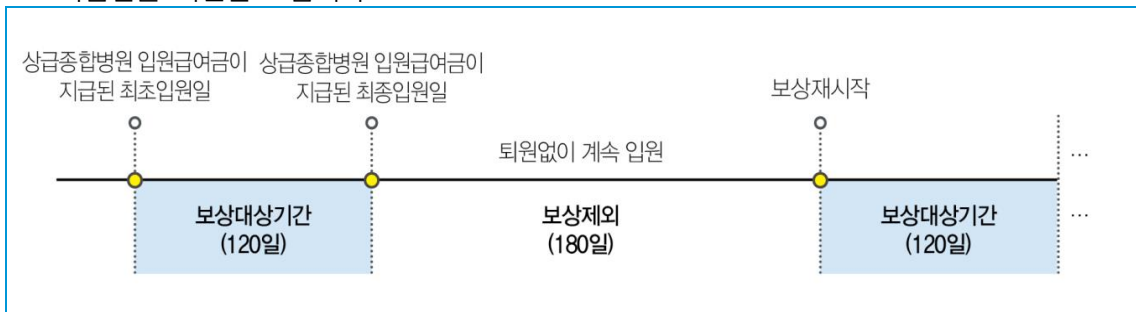 상급종합병원 입원급여금이
지급된 최초입원일
상급종합병원 입원급여금이
지급된 최종입원일
보상재시작
퇴원없이 계속 입원
...
보상대상기간
(120일)
보상제외
(180일)
보상대상기간
(120일)
...